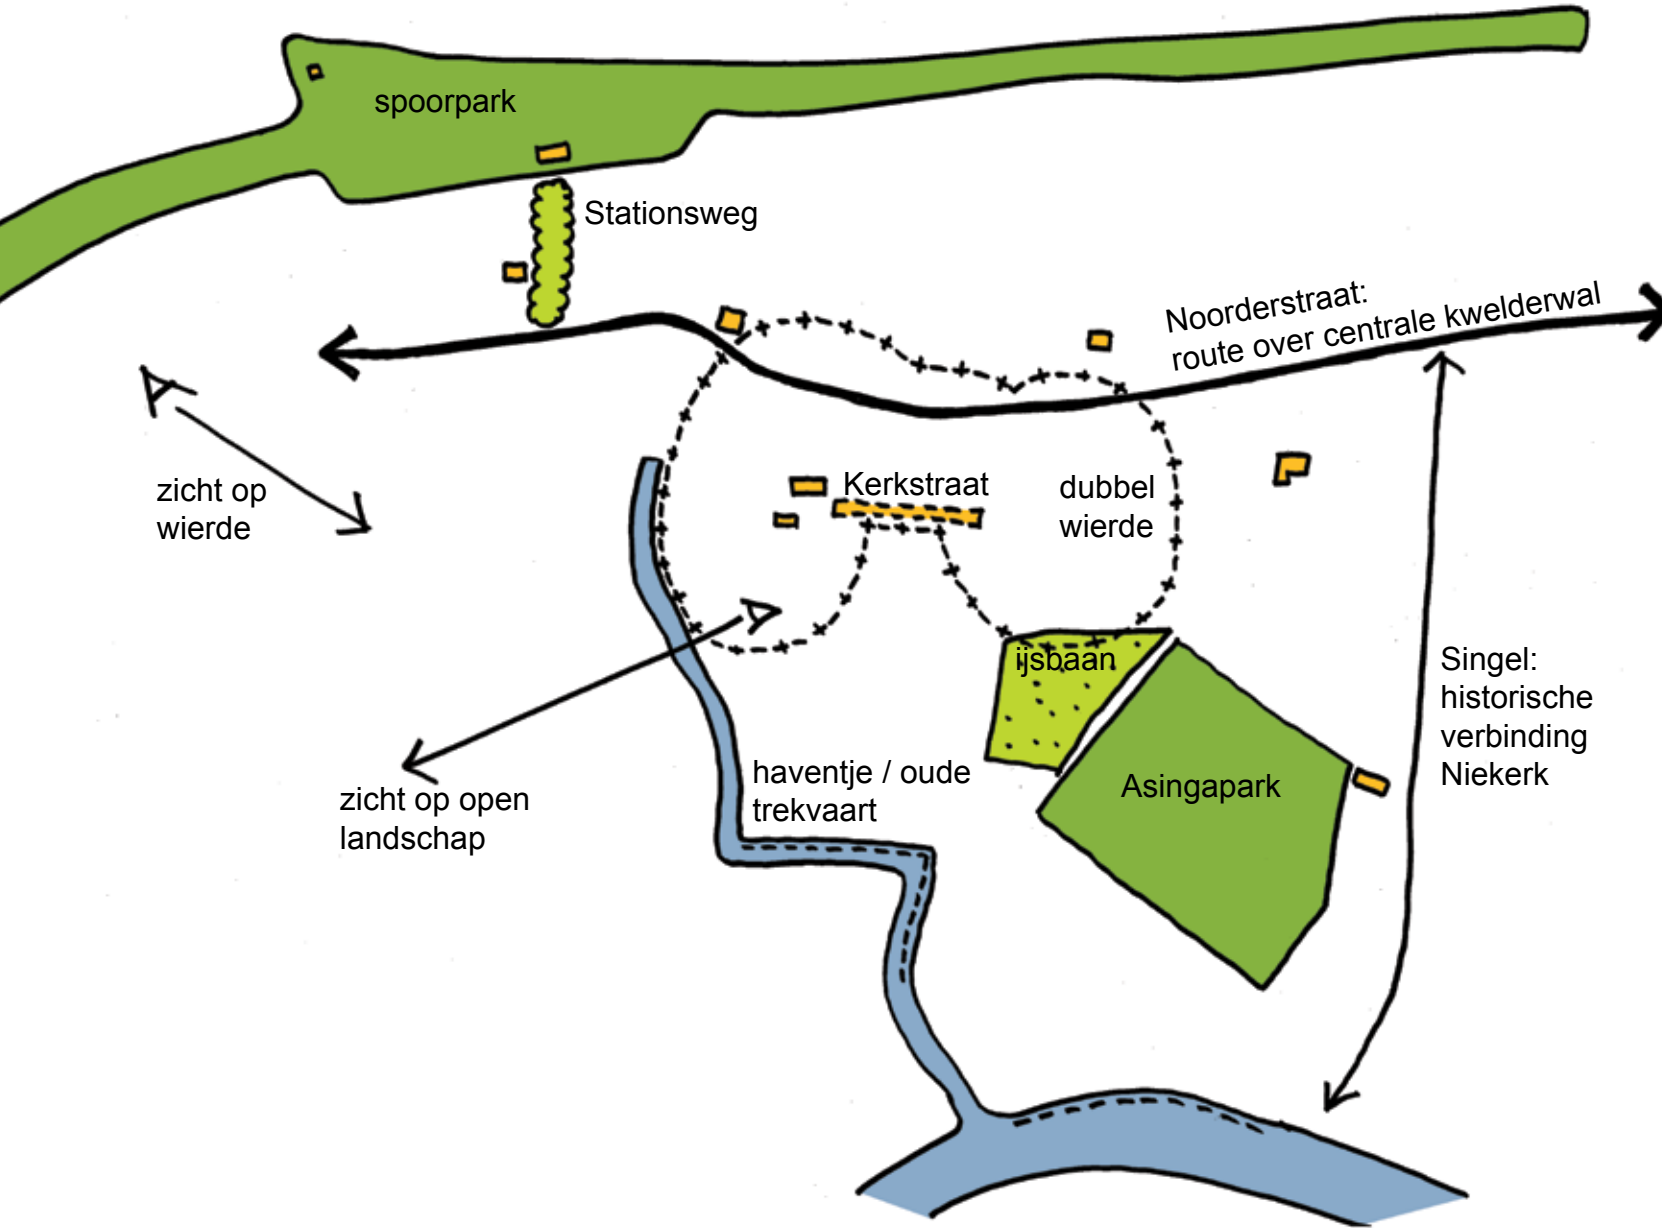 spoorpark
Stationsweg
Noorderstraat:
route over centrale kwelderwal
zicht op
wierde
Kerkstraat
dubbel
wierde
ijsbaan
Singel:
historische
verbinding
Niekerk
haventje / oude
trekvaart
Asingapark
zicht op open
landschap